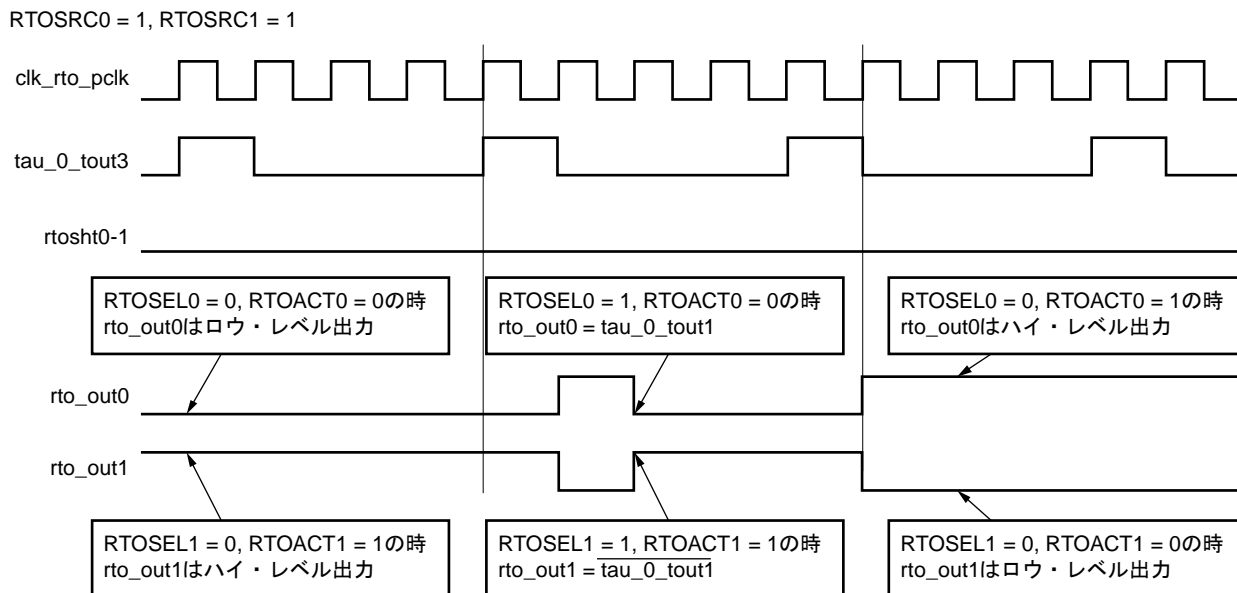 RTOSRC0 = 1, RTOSRC1 = 1
clk_rto_pclk
tau_0_tout3
rtosht0-1
RTOSEL0 = 0, RTOACT0 = 0の時
rto_out0はロウ・レベル出力
RTOSEL0 = 1, RTOACT0 = 0の時
rto_out0 = tau_0_tout1
RTOSEL0 = 0, RTOACT0 = 1の時
rto_out0はハイ・レベル出力
rto_out0
rto_out1
RTOSEL1 = 0, RTOACT1 = 1の時
rto_out1はハイ・レベル出力
RTOSEL1 = 1, RTOACT1 = 1の時
rto_out1 = tau_0_tout1
RTOSEL1 = 0, RTOACT1 = 0の時
rto_out1はロウ・レベル出力